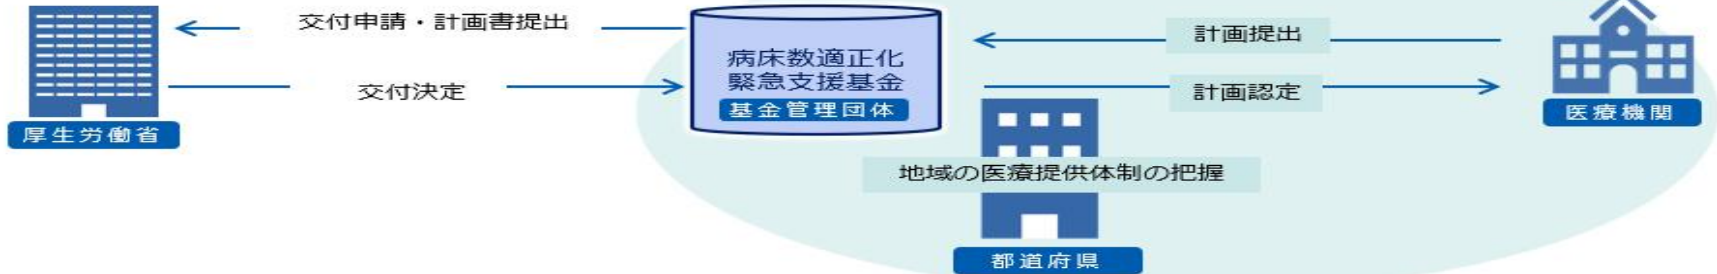 交付申請・計画書提出
計画提出
病床数適正化
緊急支援基金
交付決定
計画認定
基金管理団体
医療機関
厚生労働省
地域の医療提供体制の把握
都道府県